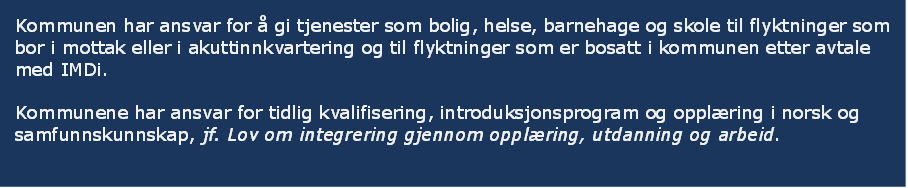 Kommunen har ansvar for å gi tjenester som bolig, helse, barnehage og skole til flyktninger som
bor i mottak eller i akuttinnkvartering og til flyktninger som er bosatt i kommunen etter avtale
med IMDi.
Kommunene har ansvar for tidlig kvalifisering, introduksjonsprogram og opplæring i norsk og
samfunnskunnskap, jf. Lov om integrering gjennom opplæring, utdanning og arbeid.